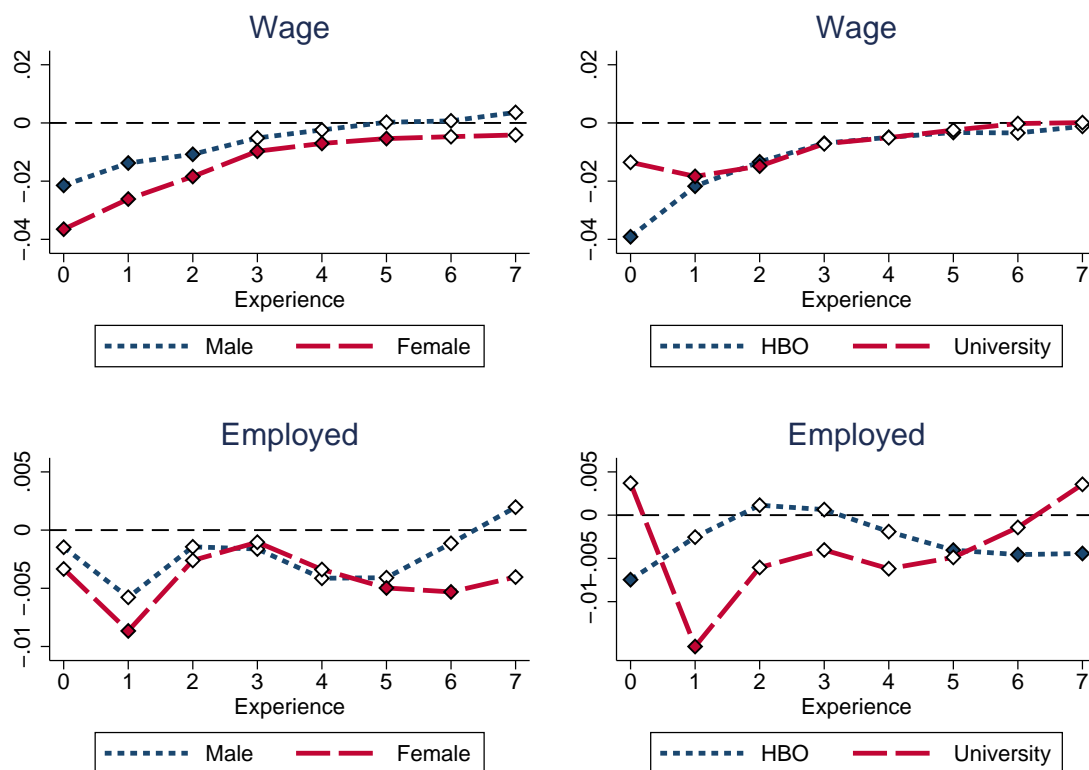 Wage
.02
0
−.02
−.04
0 1 2 3 4 5 6 7
Experience
Male Female
Wage
.02
0
−.02
−.04
0 1 2 3 4 5 6 7
Experience
HBO University
Employed
.005
0
−.005
−.01
0 1 2 3 4 5 6 7
Experience
Male Female
Employed
.005
0
−.005
−.01
0 1 2 3 4 5 6 7
Experience
HBO University